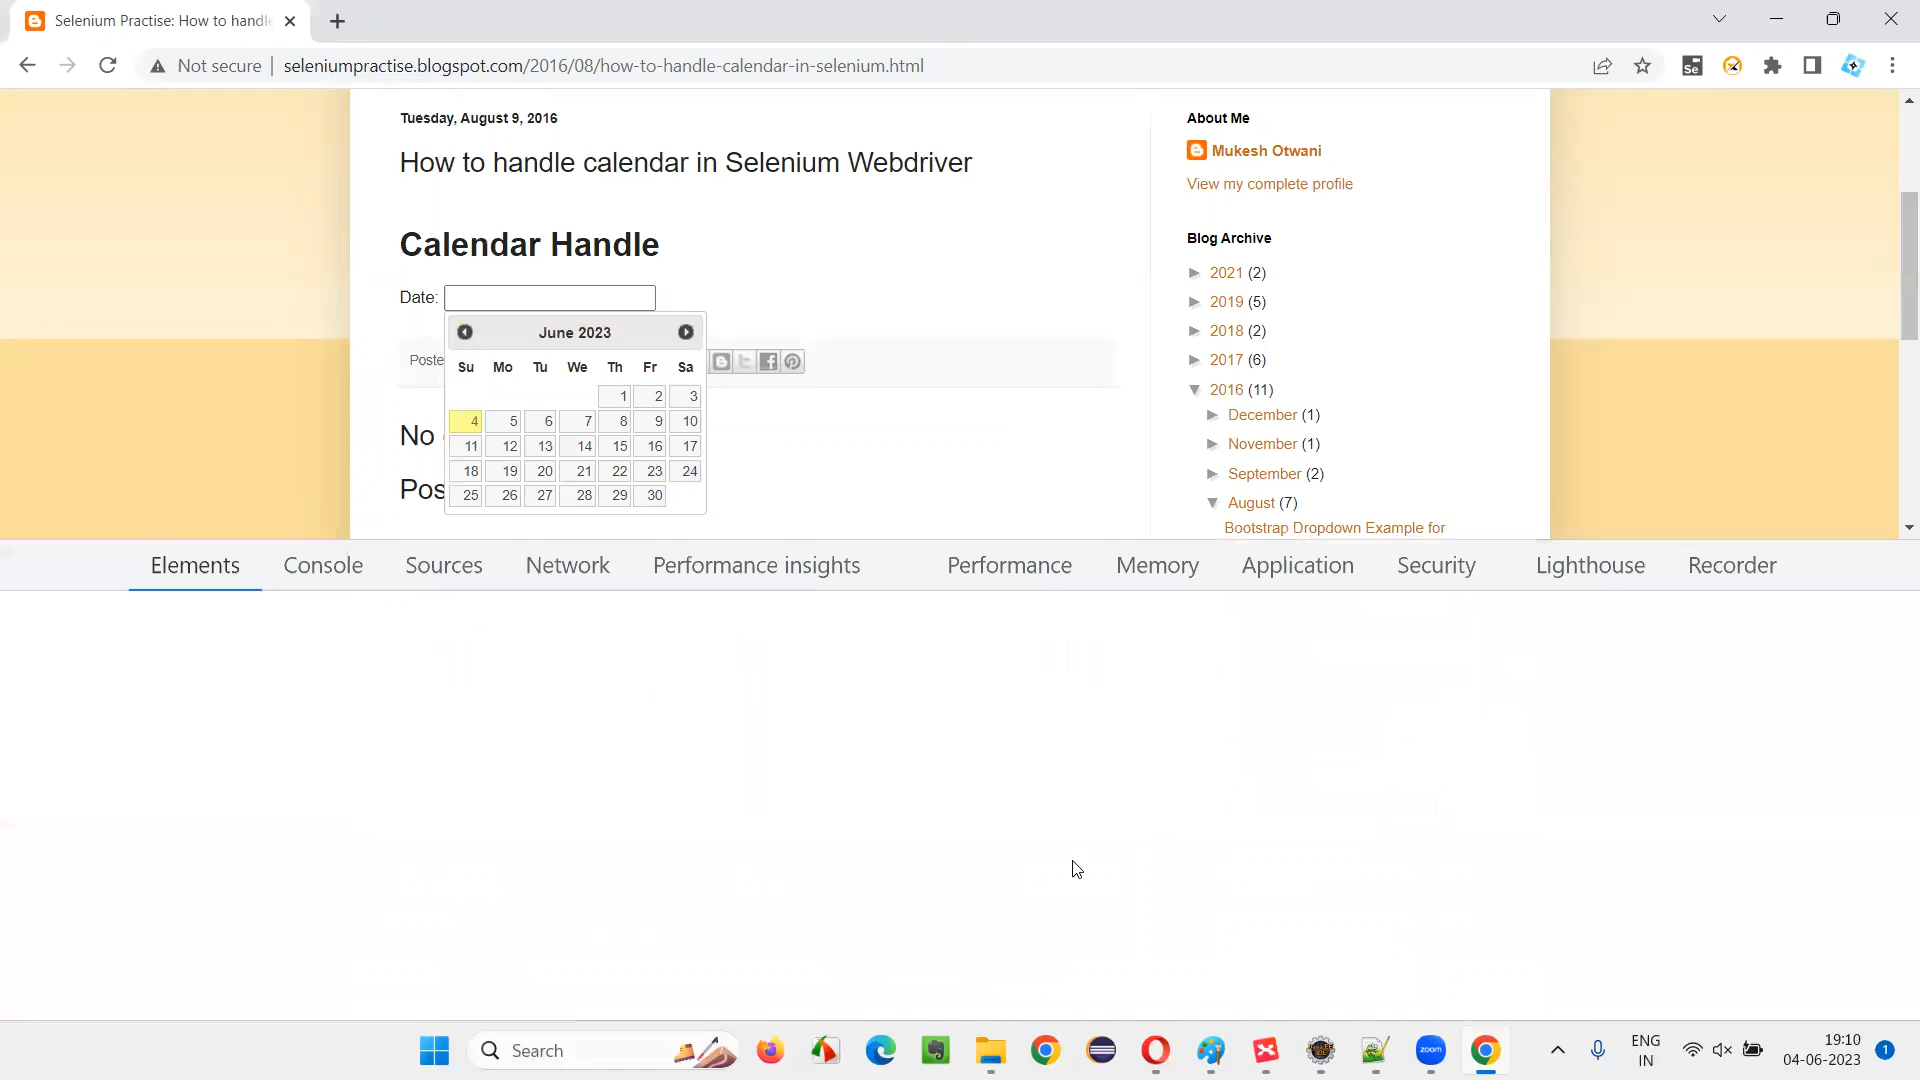 Selenium Practise: How to handle
Not secure
seleniumpractise.blogspot.com/2016/08/how-to-handle-calendar-in-selenium.html
Tuesday, August 9, 2016
How to handle calendar in Selenium Webdriver
Calendar Handle
Date:
June 2023
Su Mo Tu We Th Fr Sa
1 2 3
4 5 6 7 8 9 10
11 12 13 14 15 16 17
18 19 20 21 22 23 24
25 26 27 28 29 30
Poste
No
Pos
About Me
Mukesh Otwani
View my complete profile
Blog Archive
► 2021 (2)
► 2019 (5)
► 2018 (2)
► 2017 (6)
▼ 2016 (11)
► December (1)
► November (1)
► September (2)
▼ August (7)
Bootstrap Dropdown Example for
Elements Console Sources Network Performance insights Performance Memory Application Security Lighthouse Recorder
Search
zoom
ENG
IN
19:10
04-06-2023
1